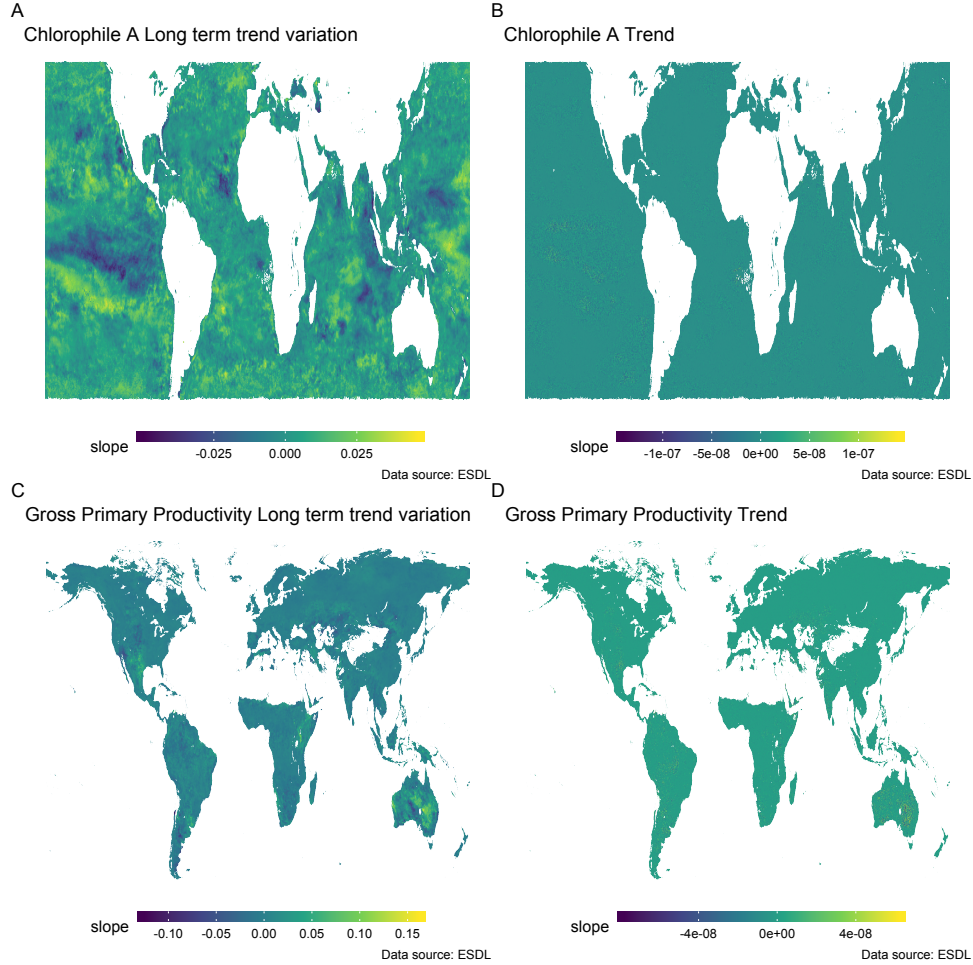 A
Chlorophile A Long term trend variation
slope
-0.025 0.000 0.025
Data source: ESDL
B
Chlorophile A Trend
slope
-1e-07 -5e-08 0e+00 5e-08 1e-07
Data source: ESDL
C
Gross Primary Productivity Long term trend variation
slope
-0.10 -0.05 0.00 0.05 0.10 0.15
Data source: ESDL
D
Gross Primary Productivity Trend
slope
-4e-08 0e+00 4e-08
Data source: ESDL